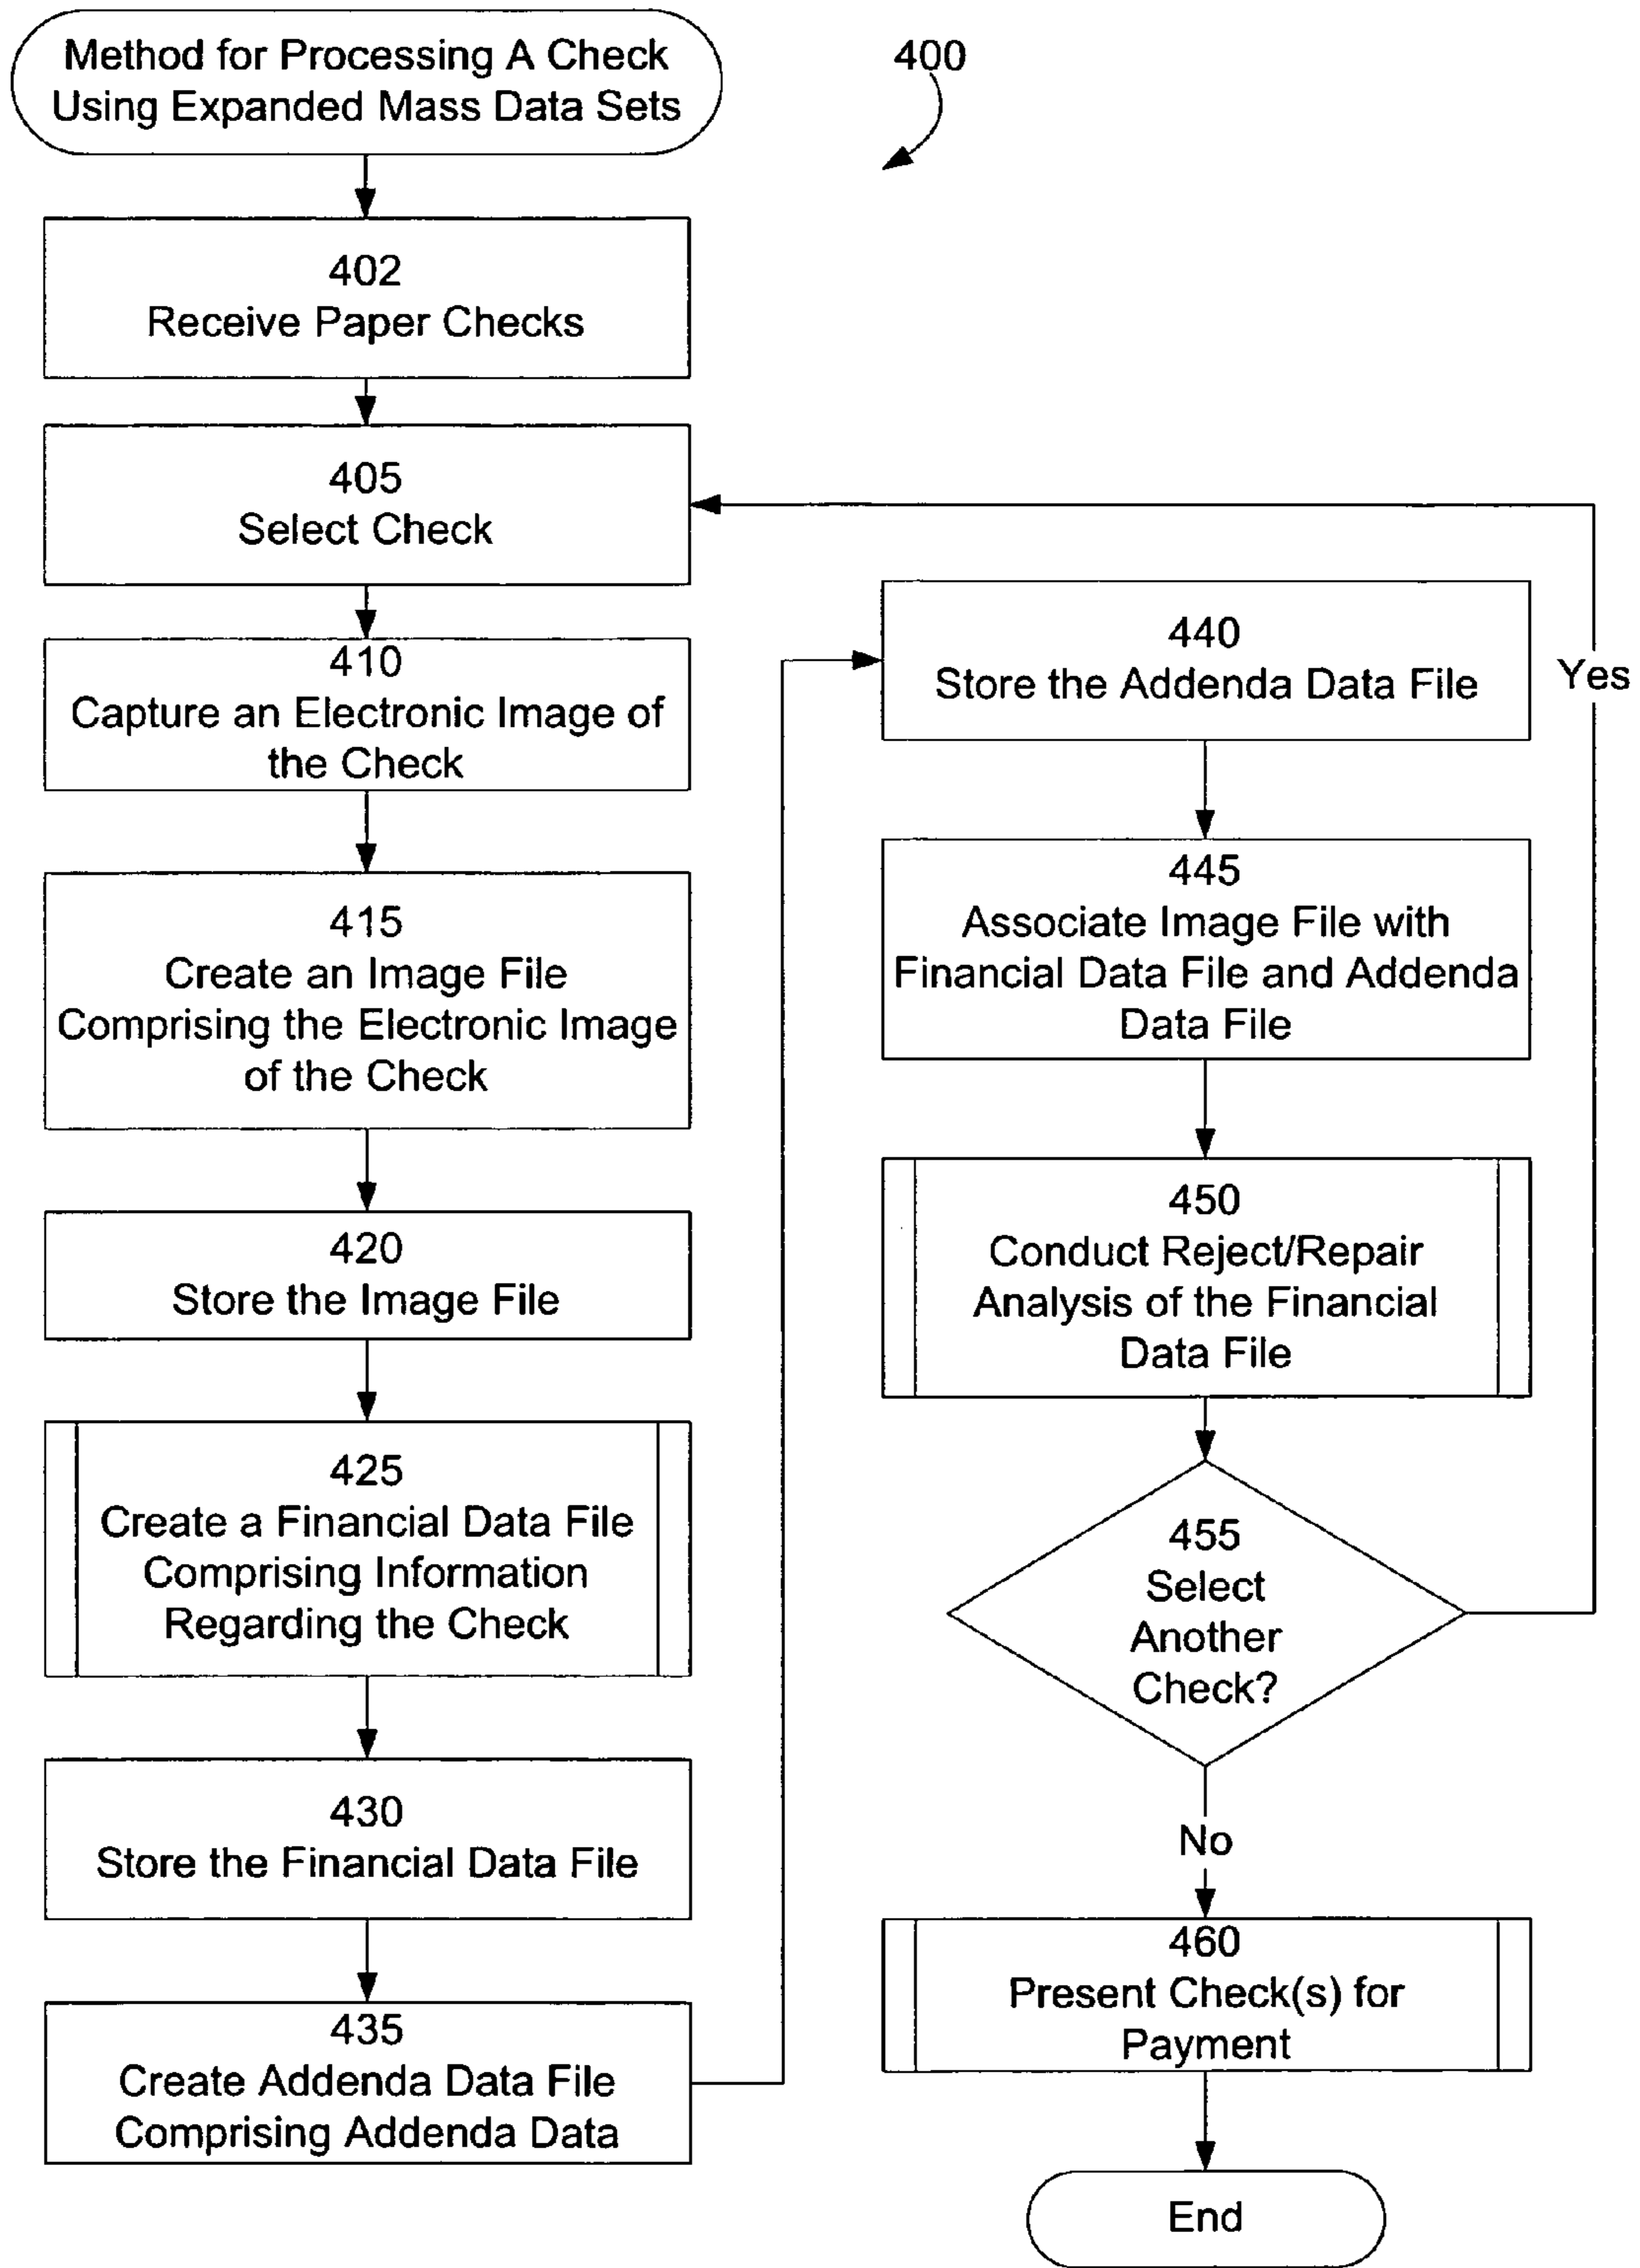 Method for Processing A Check
Using Expanded Mass Data Sets
400
402
Receive Paper Checks
405
Select Check
410
Capture an Electronic Image of
the Check
415
Create an Image File
Comprising the Electronic Image
of the Check
420
Store the Image File
425
Create a Financial Data File
Comprising Information
Regarding the Check
430
Store the Financial Data File
435
Create Addenda Data File
Comprising Addenda Data
440
Store the Addenda Data File
Yes
445
Associate Image File with
Financial Data File and Addenda
Data File
450
Conduct Reject/Repair
Analysis of the Financial
Data File
455
Select
Another
Check?
No
460
Present Check(s) for
Payment
End